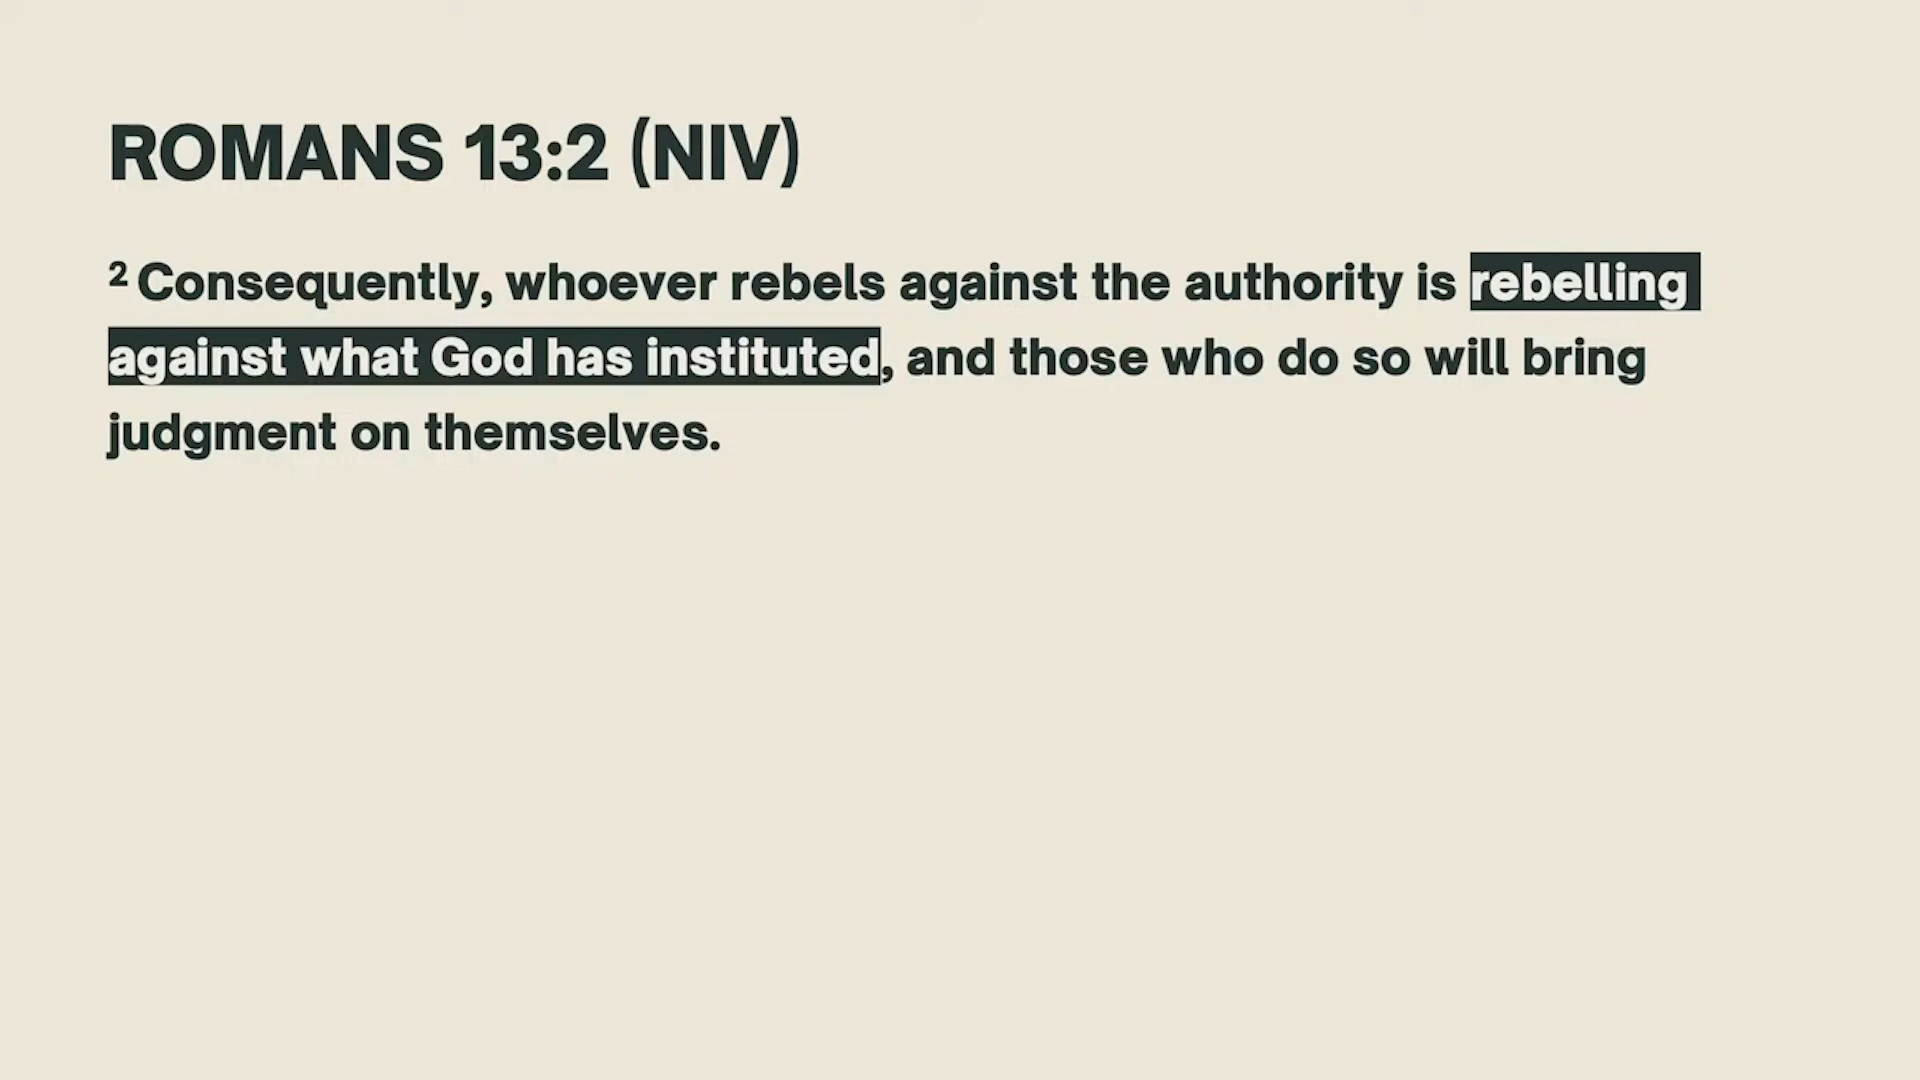 ROMANS 13:2 (NIV)
² Consequently, whoever rebels against the authority is rebelling
against what God has instituted, and those who do so will bring
judgment on themselves.